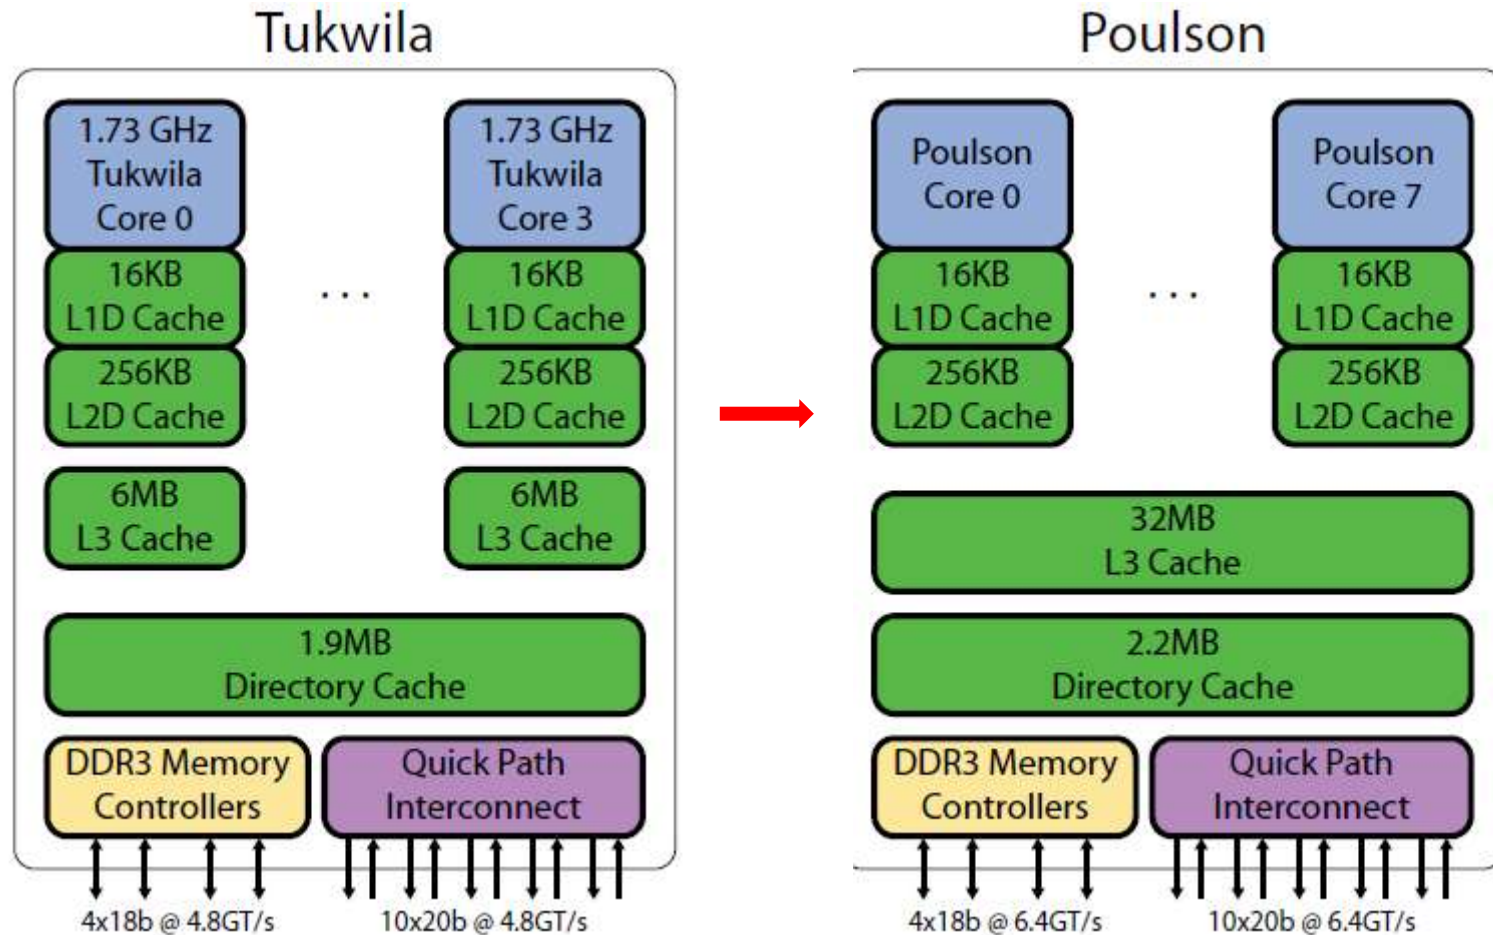 Tukwila
1.73 GHz
Tukwila
Core 0
1.73 GHz
Tukwila
Core 3
16KB
L1D Cache
. . .
16KB
L1D Cache
256KB
L2D Cache
256KB
L2D Cache
6MB
L3 Cache
6MB
L3 Cache
1.9MB
Directory Cache
DDR3 Memory
Controllers
Quick Path
Interconnect
4x18b @ 4.8GT/s
10x20b @ 4.8GT/s
Poulson
Poulson
Core 0
Poulson
Core 7
16KB
L1D Cache
. . .
16KB
L1D Cache
256KB
L2D Cache
256KB
L2D Cache
32MB
L3 Cache
2.2MB
Directory Cache
DDR3 Memory
Controllers
Quick Path
Interconnect
4x18b @ 6.4GT/s
10x20b @ 6.4GT/s